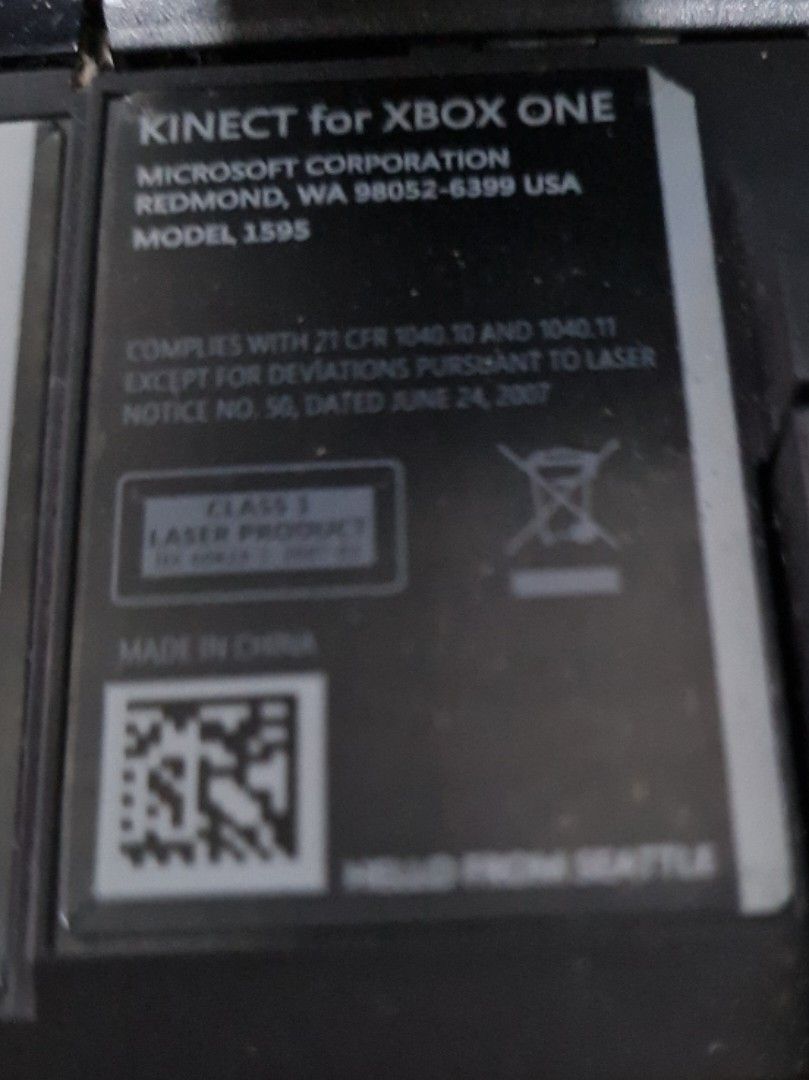 KINECT for XBOX ONE
MICROSOFT CORPORATION
REDMOND, WA 98052-6399 USA
MODEL 1595
COMPLIES WITH 21 CFR 1040.10 AND 1040.11
EXCEPT FOR DEVIATIONS PURSUANT TO LASER
NOTICE NO. 50, DATED JUNE 24, 2007
CLASS 1
LASER PRODUCT
MADE IN CHINA
HELLO FROM SEATTLE